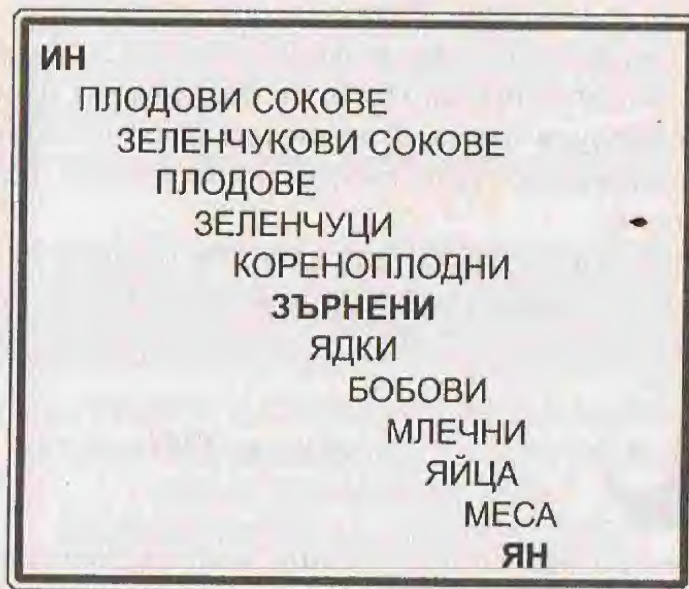 ИН
ПЛОДОВИ СОКОВЕ
ЗЕЛЕНЧУКОВИ СОКОВЕ
ПЛОДОВЕ
ЗЕЛЕНЧУЦИ
КОРЕНОПЛОДНИ
ЗЪРНЕНИ
ЯДКИ
БОБОВИ
МЛЕЧНИ
ЯЙЦА
МЕСА
ЯН